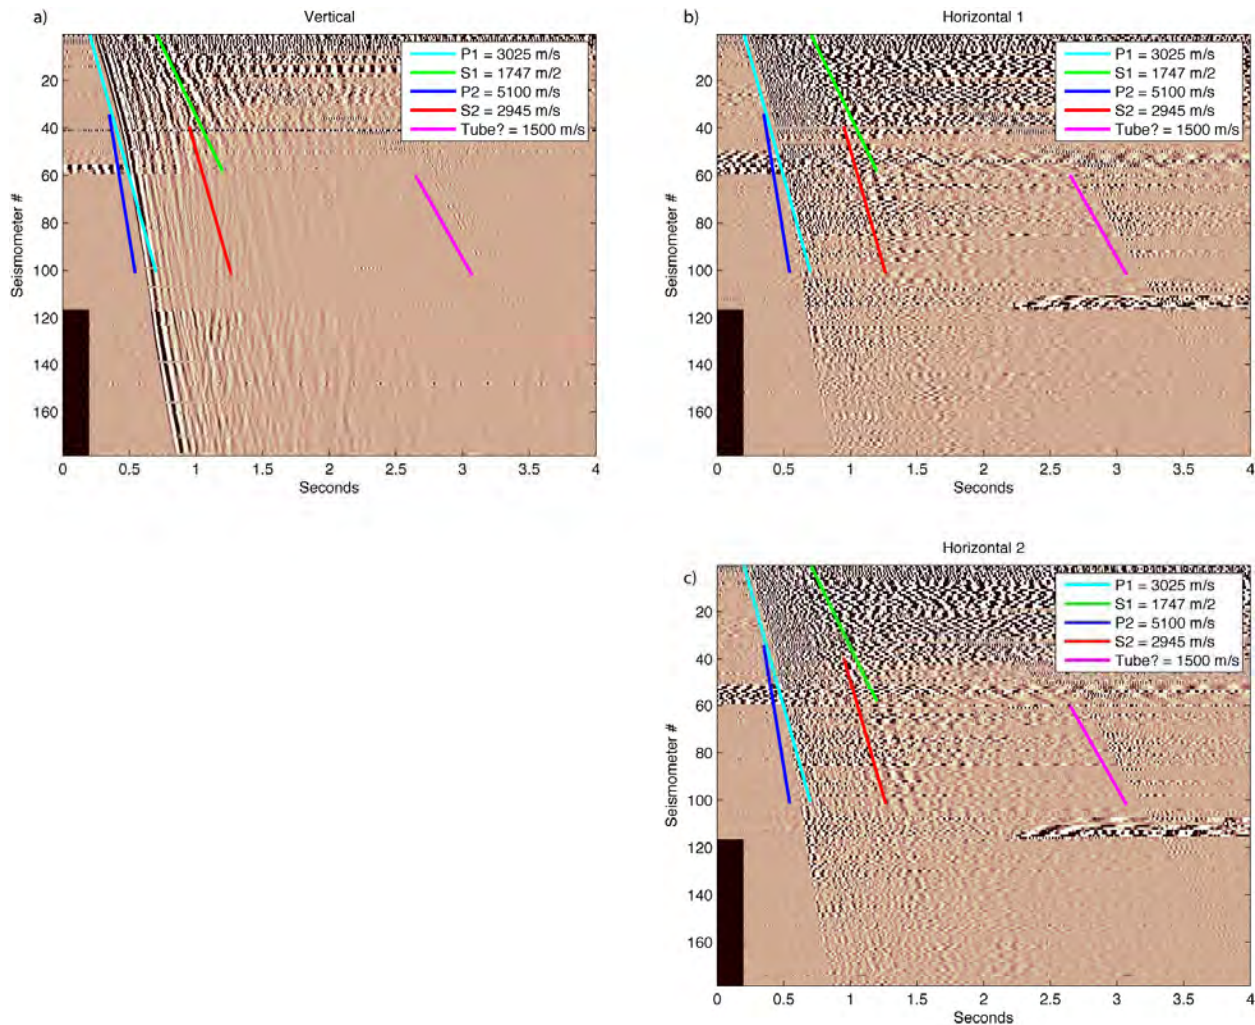 a)
Vertical
P1 = 3025 m/s
S1 = 1747 m/2
P2 = 5100 m/s
S2 = 2945 m/s
Tube? = 1500 m/s
Seismometer #
20
40
60
80
100
120
140
160
0 0.5 1 1.5 2 2.5 3 3.5 4
Seconds
b)
Horizontal 1
P1 = 3025 m/s
S1 = 1747 m/2
P2 = 5100 m/s
S2 = 2945 m/s
Tube? = 1500 m/s
Seismometer #
20
40
60
80
100
120
140
160
0 0.5 1 1.5 2 2.5 3 3.5 4
Seconds
c)
Horizontal 2
P1 = 3025 m/s
S1 = 1747 m/2
P2 = 5100 m/s
S2 = 2945 m/s
Tube? = 1500 m/s
Seismometer #
20
40
60
80
100
120
140
160
0 0.5 1 1.5 2 2.5 3 3.5 4
Seconds